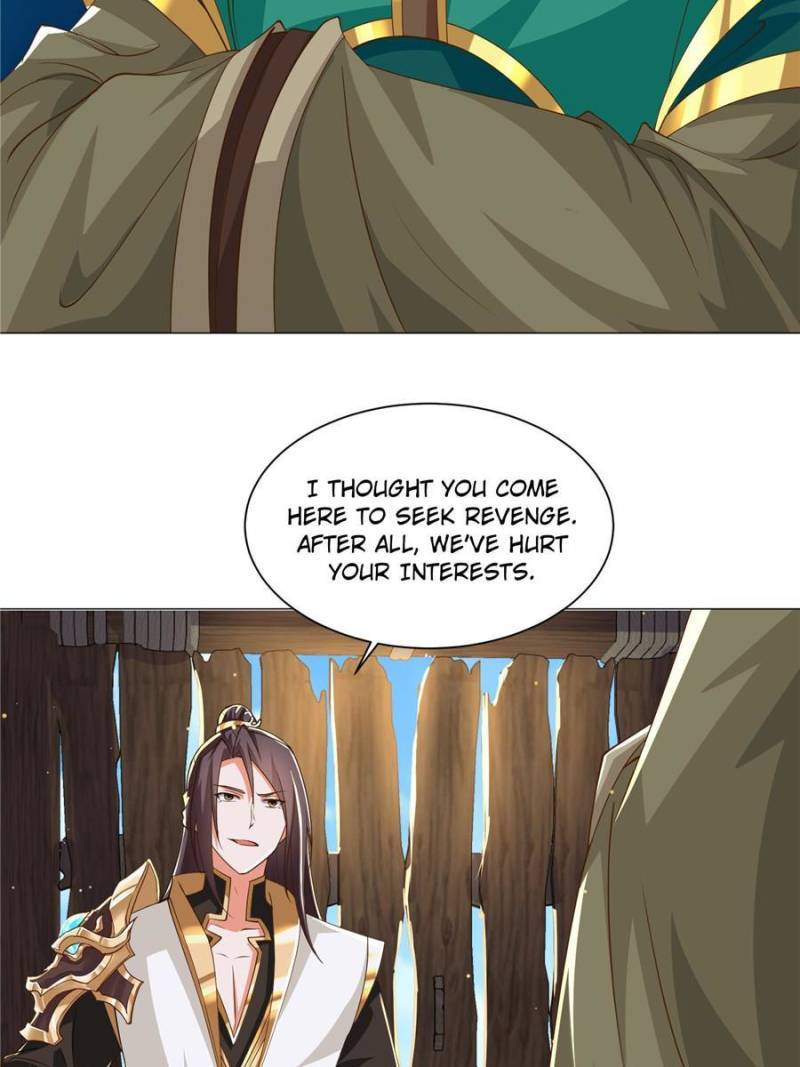 I THOUGHT YOU COME
HERE TO SEEK REVENGE.
AFTER ALL, WE'VE HURT
YOUR INTERESTS.